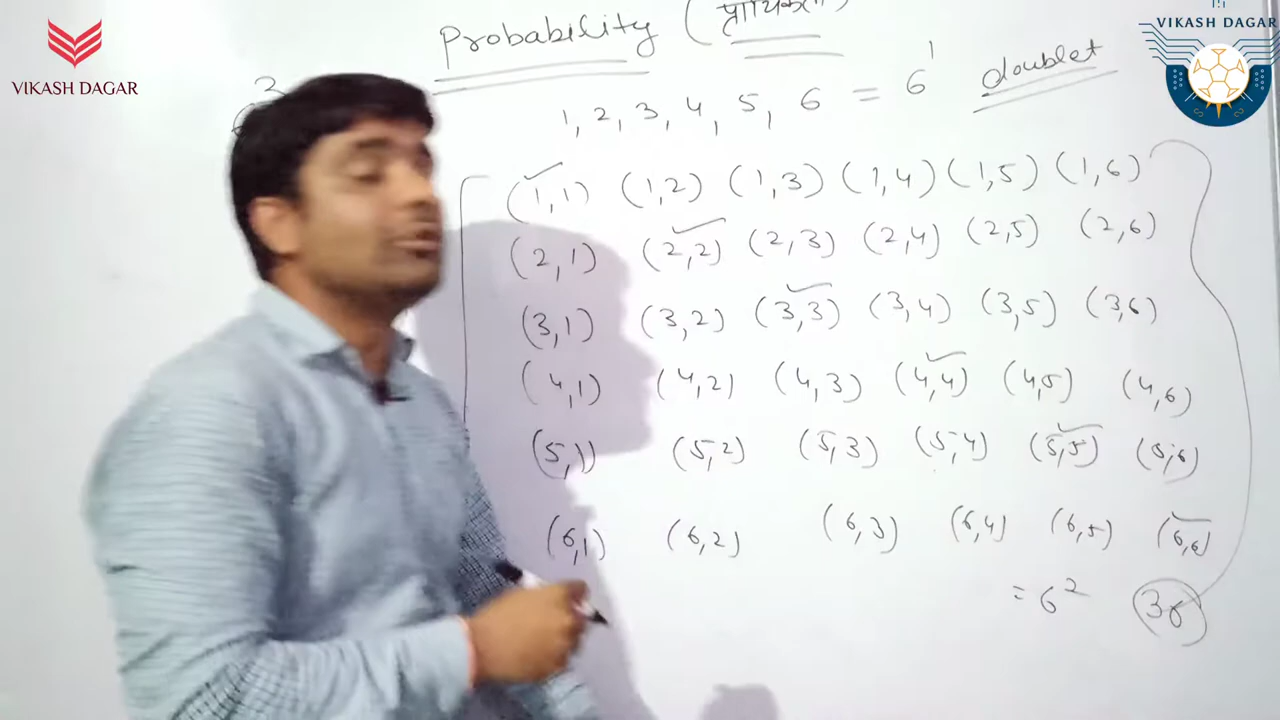 VIKASH DAGAR
VIKASH DAGAR
Probability (प्रायिकता)
1, 2, 3, 4, 5, 6 = 6¹ doublet
(1,1) (1,2) (1,3) (1,4) (1,5) (1,6)
(2,1) (2,2) (2,3) (2,4) (2,5) (2,6)
(3,1) (3,2) (3,3) (3,4) (3,5) (3,6)
(4,1) (4,2) (4,3) (4,4) (4,5) (4,6)
(5,1) (5,2) (5,3) (5,4) (5,5) (5,6)
(6,1) (6,2) (6,3) (6,4) (6,5) (6,6)
= 6² 36